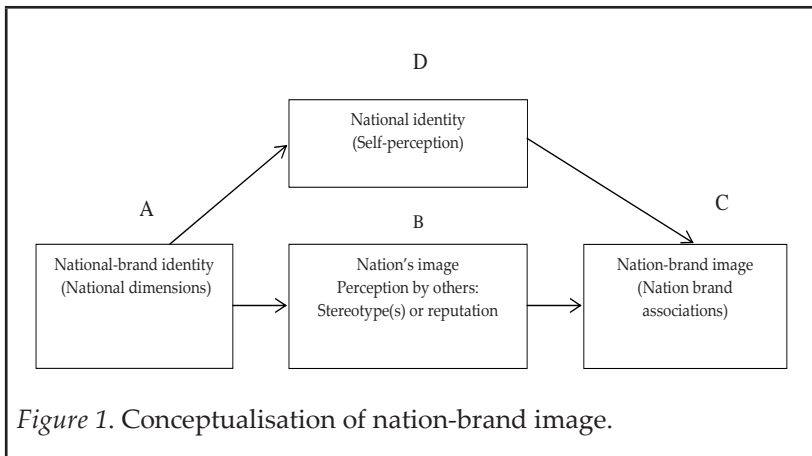 D
National identity
(Self-perception)
A
B
C
National-brand identity
(National dimensions)
Nation's image
Perception by others:
Stereotype(s) or reputation
Nation-brand image
(Nation brand
associations)
Figure 1. Conceptualisation of nation-brand image.